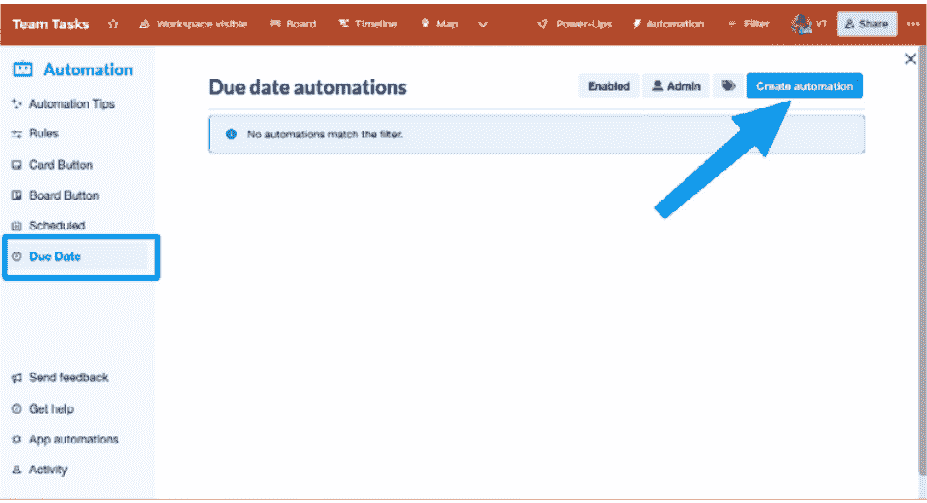 Team Tasks Workspace visible Board Timeline Map Power-Ups Automation Filter Share
Automation
Automation Tips
Rules
Card Button
Board Button
Scheduled
Due Date
Send feedback
Get help
App automations
Activity
Due date automations Enabled Admin Create automation
No automations match the filter.